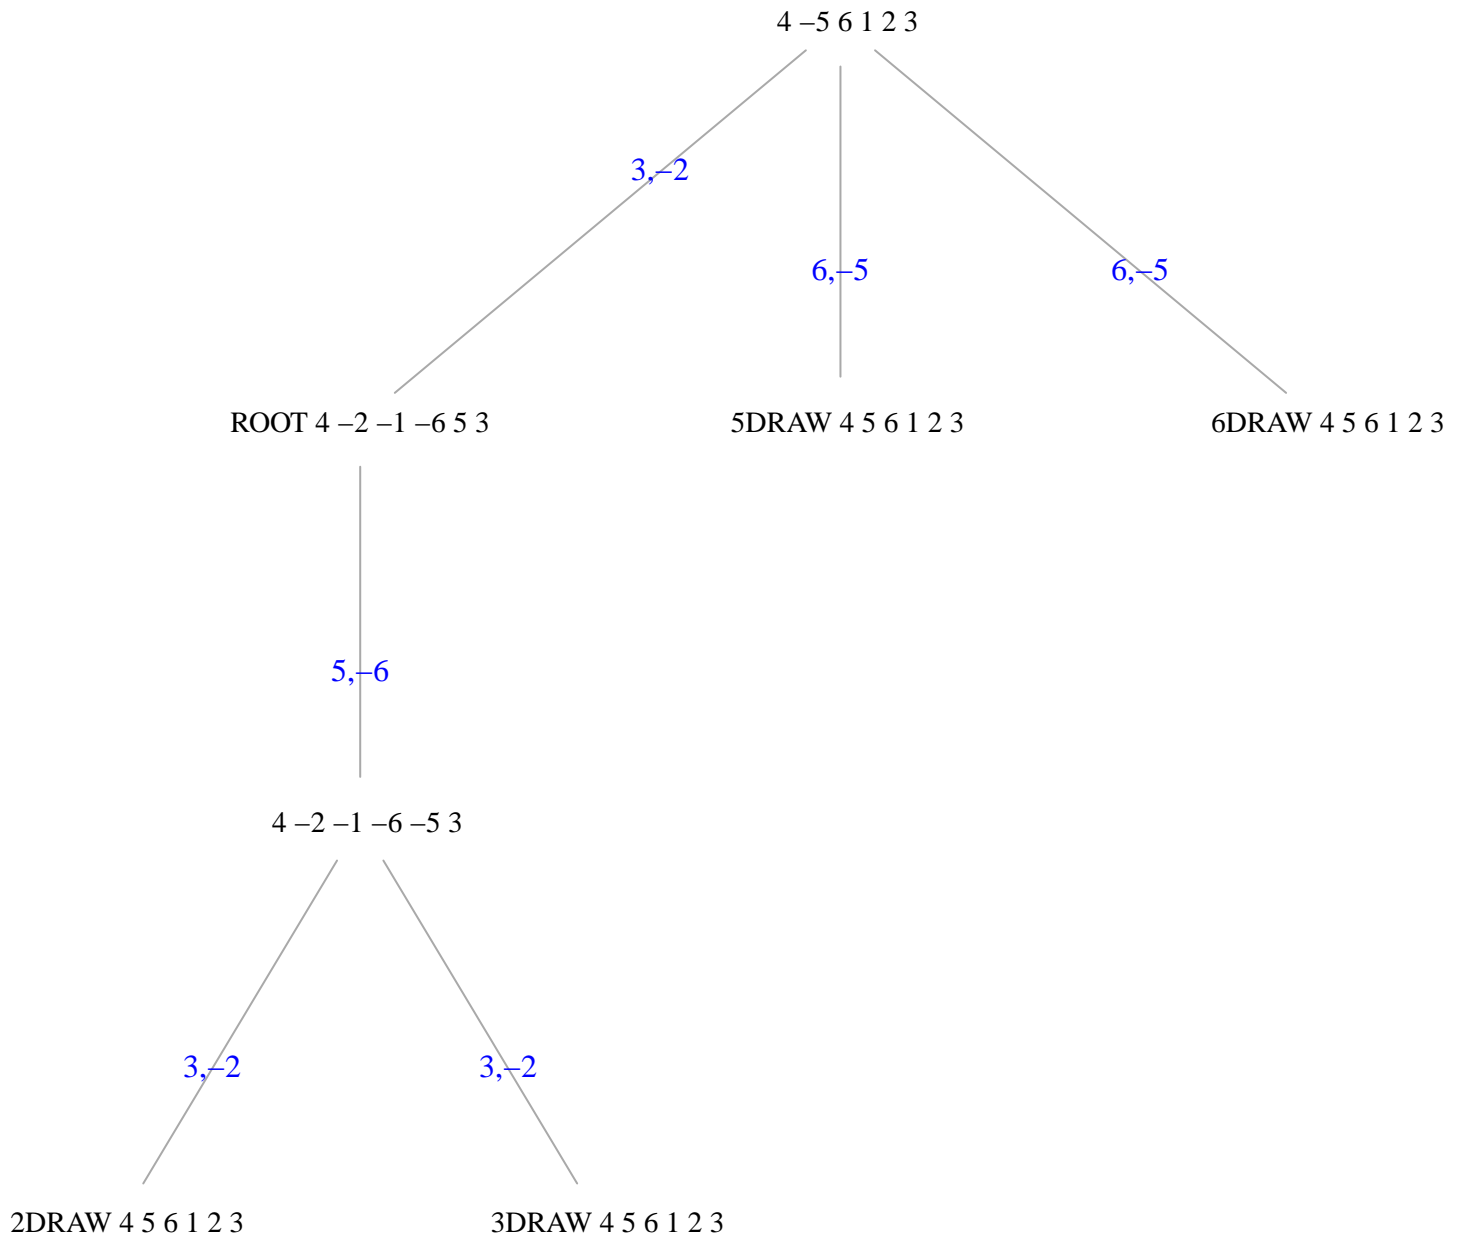 4 –5 6 1 2 3
3,–2
6,–5
6,–5
ROOT 4 –2 –1 –6 5 3
5DRAW 4 5 6 1 2 3
6DRAW 4 5 6 1 2 3
5,–6
4 –2 –1 –6 –5 3
3,–2
3,–2
2DRAW 4 5 6 1 2 3
3DRAW 4 5 6 1 2 3